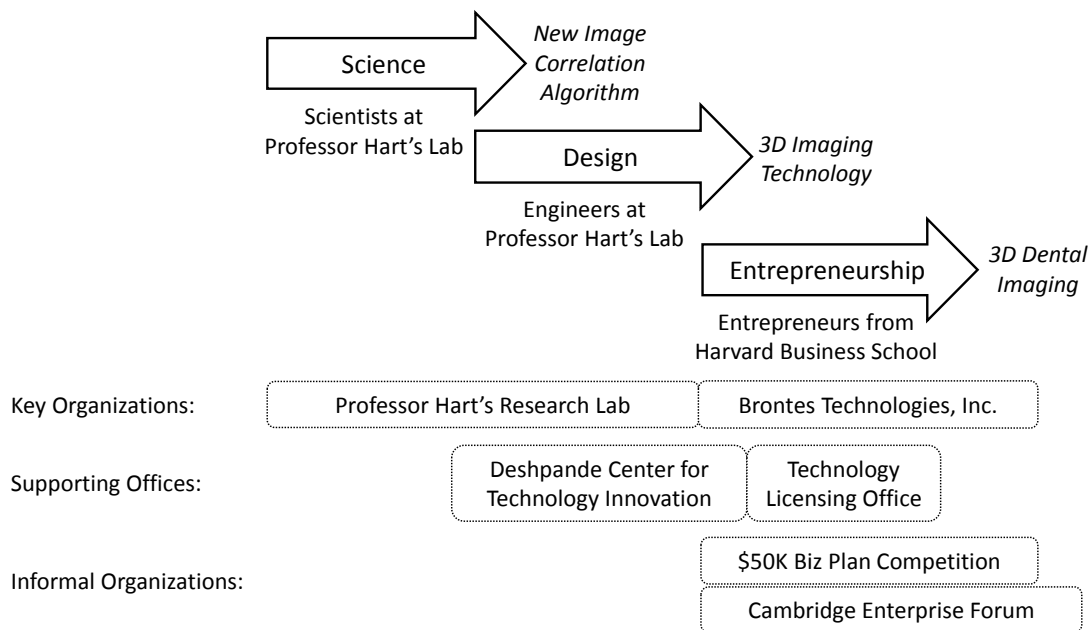 Science
New Image
Correlation
Algorithm
Scientists at
Professor Hart’s Lab
Design
3D Imaging
Technology
Engineers at
Professor Hart’s Lab
Entrepreneurship
3D Dental
Imaging
Entrepreneurs from
Harvard Business School
Key Organizations:
Professor Hart’s Research Lab
Brontes Technologies, Inc.
Supporting Offices:
Deshpande Center for
Technology Innovation
Technology
Licensing Office
Informal Organizations:
$50K Biz Plan Competition
Cambridge Enterprise Forum